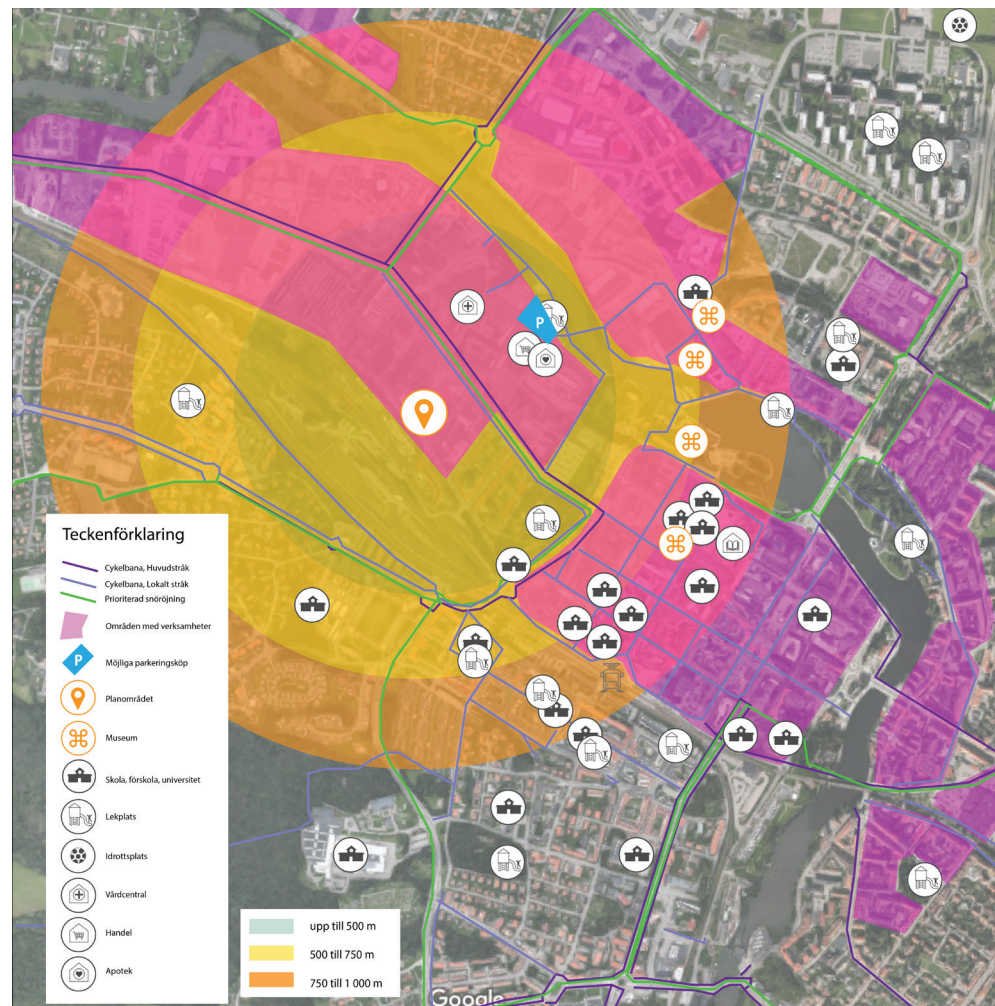 P
Teckenförklaring
Cykelbana, Huvudstråk
Cykelbana, Lokalt stråk
Prioriterad snöröjning
Områden med verksamheter
P
Möjliga parkeringsköp
Planområdet
Museum
Skola, förskola, universitet
Lekplats
Idrottsplats
Vårdcentral
Handel
Apotek
upp till 500 m
500 till 750 m
750 till 1 000 m
Google